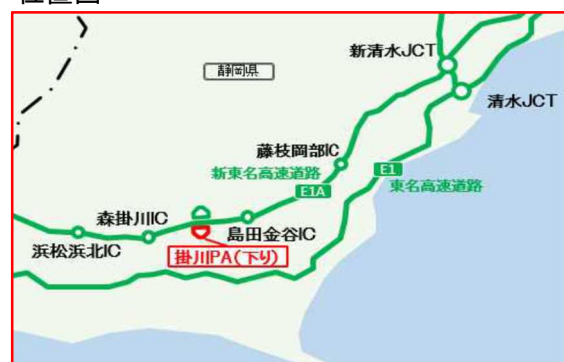 新清水JCT
静岡県
清水JCT
藤枝岡部IC
新東名高速道路
E1
E1A
東名高速道路
森掛川IC
島田金谷IC
浜松浜北IC
掛川PA(下り)